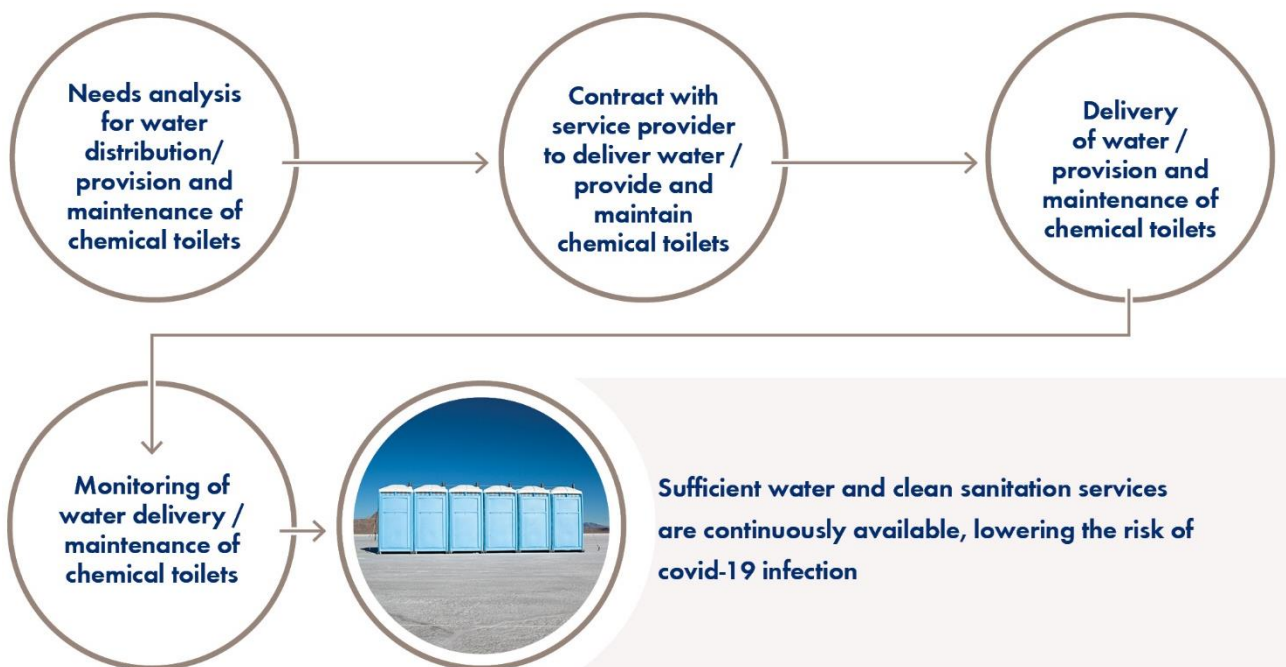 Needs analysis
for water
distribution/
provision and
maintenance of
chemical toilets
Contract with
service provider
to deliver water /
provide and
maintain
chemical toilets
Delivery
of water /
provision and
maintenance of
chemical toilets
Monitoring of
water delivery /
maintenance of
chemical toilets
Sufficient water and clean sanitation services
are continuously available, lowering the risk of
covid-19 infection